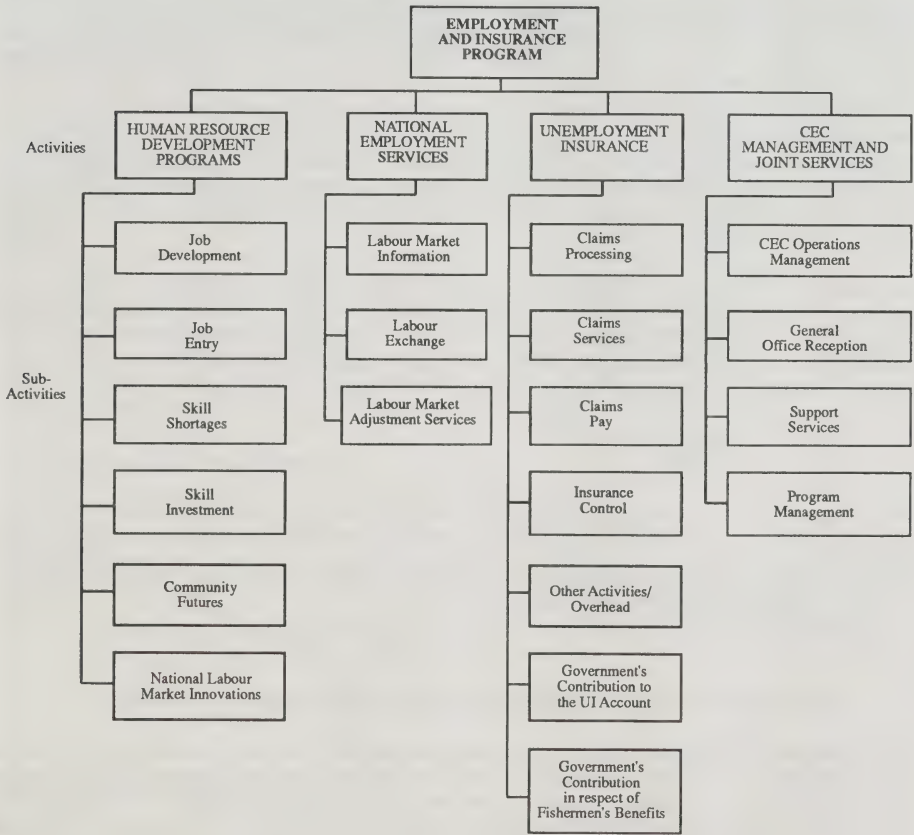 EMPLOYMENT
AND INSURANCE
PROGRAM
Activities
HUMAN RESOURCE
DEVELOPMENT
PROGRAMS
NATIONAL
EMPLOYMENT
SERVICES
UNEMPLOYMENT
INSURANCE
CEC
MANAGEMENT AND
JOINT SERVICES
Sub-
Activities
Job
Development
Job
Entry
Skill
Shortages
Skill
Investment
Community
Futures
National Labour
Market Innovations
Labour Market
Information
Labour
Exchange
Labour Market
Adjustment Services
Claims
Processing
Claims
Services
Claims
Pay
Insurance
Control
Other Activities/
Overhead
Government's
Contribution to
the UI Account
Government's
Contribution
in respect of
Fishermen's Benefits
CEC Operations
Management
General
Office Reception
Support
Services
Program
Management